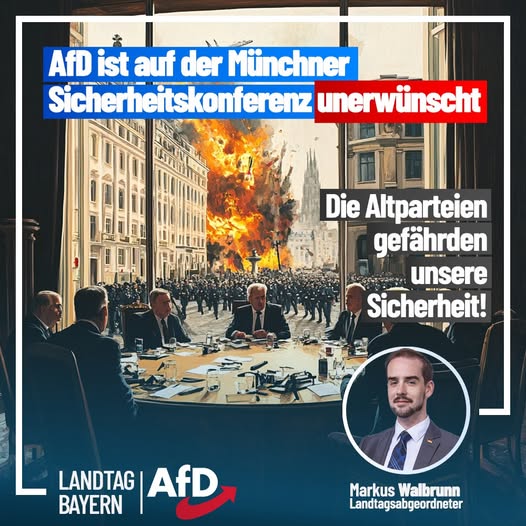 AfD ist auf der Münchner
Sicherheitskonferenz unerwünscht
Die Altparteien
gefährden
unsere
Sicherheit!
LANDTAG
BAYERN
AfD
Markus Walbrunn
Landtagsabgeordneter